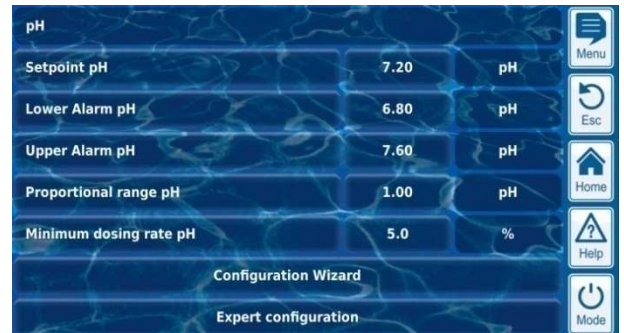 pH
Setpoint pH 7.20 pH
Lower Alarm pH 6.80 pH
Upper Alarm pH 7.60 pH
Proportional range pH 1.00 pH
Minimum dosing rate pH 5.0 %
Configuration Wizard
Expert configuration
Menu
Esc
Home
? Help
Mode